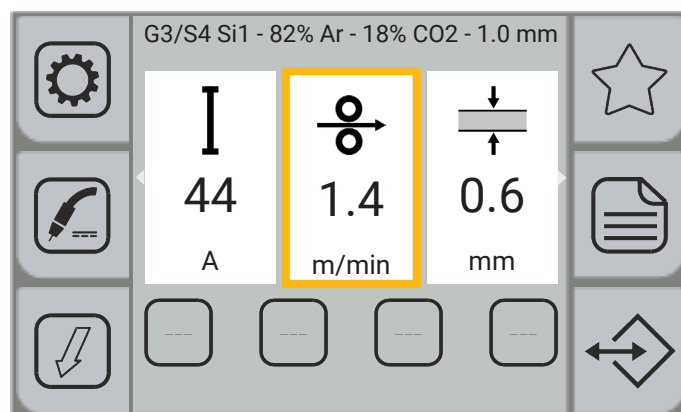 G3/S4 Si1 - 82% Ar - 18% CO2 - 1.0 mm
44 1.4 0.6
A m/min mm
--- --- --- ---